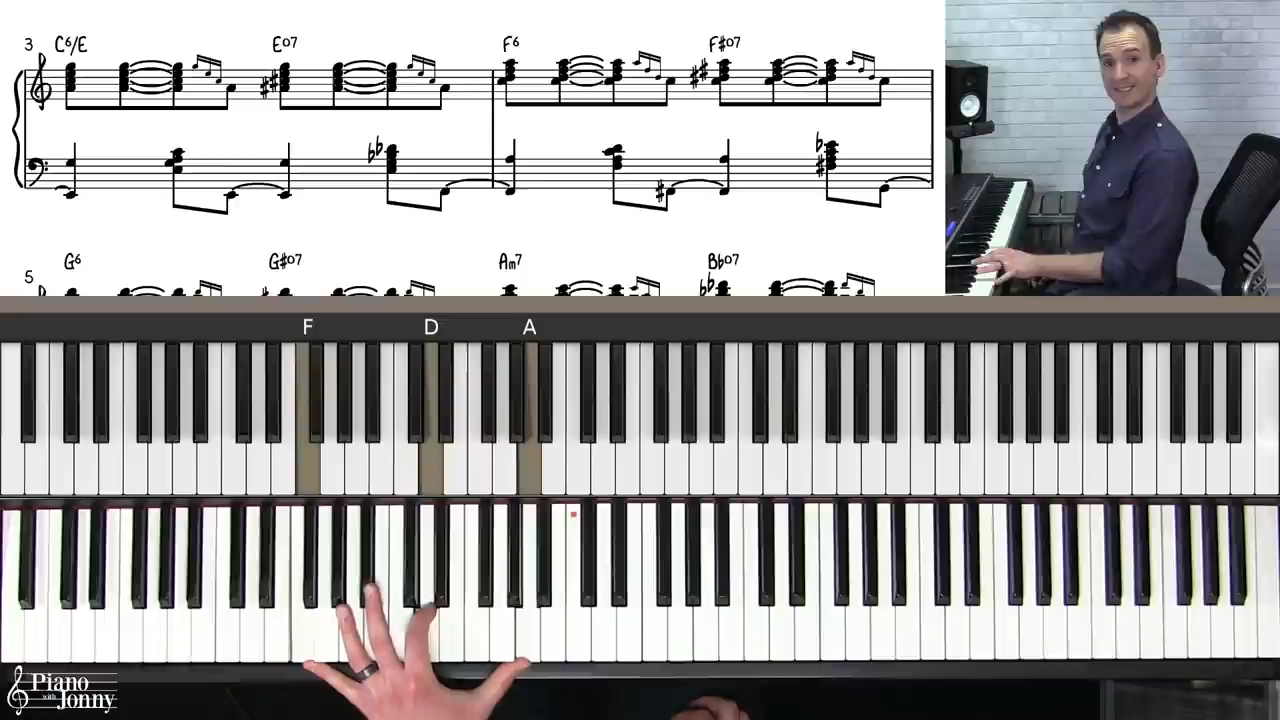 3 C6/E Eo7 F6 F#o7
5 G6 G#o7 Am7 Bbo7
F D A
Piano
with
Jonny